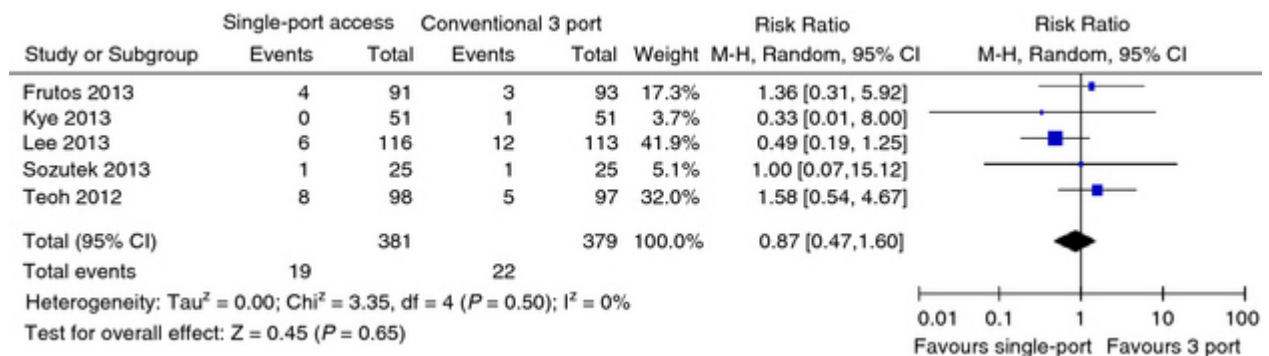 Single-port access Conventional 3 port Risk Ratio Risk Ratio
Study or Subgroup Events Total Events Total Weight M-H, Random, 95% CI M-H, Random, 95% CI
Frutos 2013 4 91 3 93 17.3% 1.36 [0.31, 5.92]
Kye 2013 0 51 1 51 3.7% 0.33 [0.01, 8.00]
Lee 2013 6 116 12 113 41.9% 0.49 [0.19, 1.25]
Sozutek 2013 1 25 1 25 5.1% 1.00 [0.07,15.12]
Teoh 2012 8 98 5 97 32.0% 1.58 [0.54, 4.67]
Total (95% CI) 381 379 100.0% 0.87 [0.47,1.60]
Total events 19 22
Heterogeneity: Tauᶻ = 0.00; Chiᶻ = 3.35, df = 4 (P = 0.50); Iᶻ = 0%
Test for overall effect: Z = 0.45 (P = 0.65)
0.01 0.1 1 10 100
Favours single-port Favours 3 port